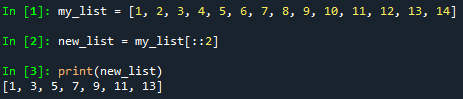 In [1]: my_list = [1, 2, 3, 4, 5, 6, 7, 8, 9, 10, 11, 12, 13, 14]
In [2]: new_list = my_list[::2]
In [3]: print(new_list)
[1, 3, 5, 7, 9, 11, 13]